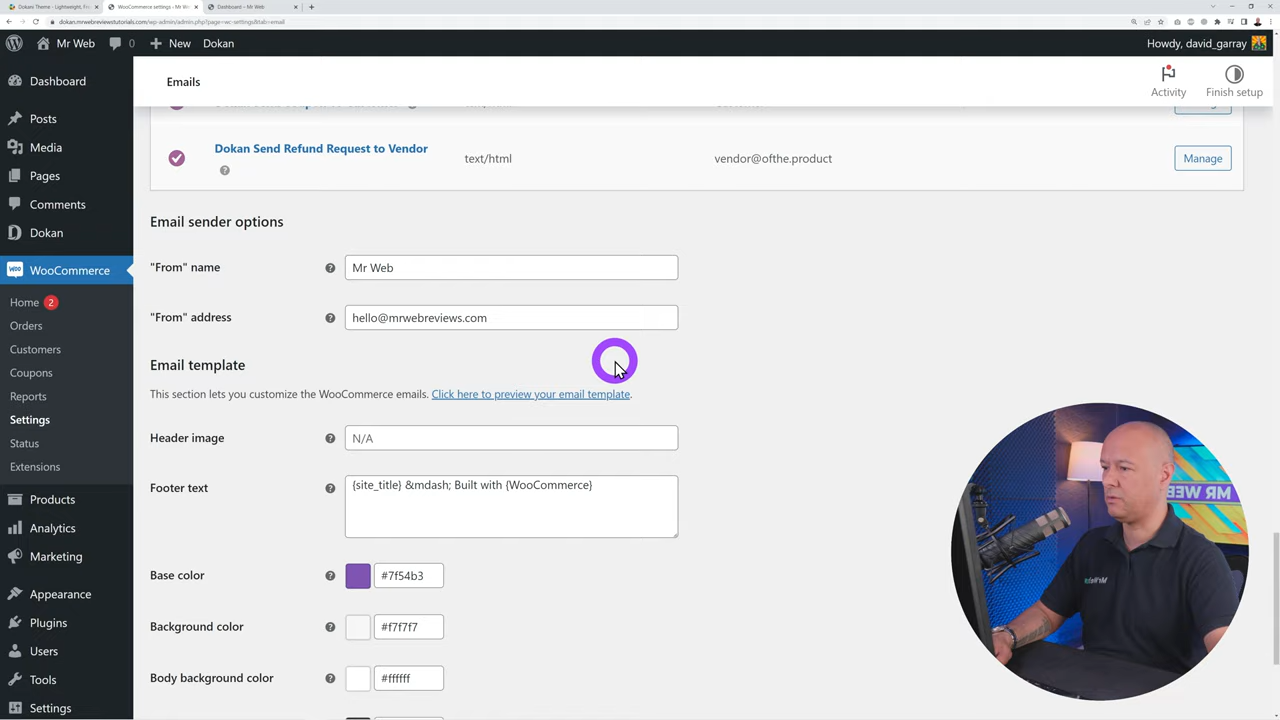 Dokani Theme - Lightweight, Fr
WooCommerce settings - Mr W
Dashboard – Mr Web
dokan.mrwebreviewstutorials.com/wp-admin/admin.php?page=wc-settings&tab=email
Mr Web
0
New
Dokan
Howdy, david_garray
Dashboard
Emails
Activity
Finish setup
Posts
Media
Pages
Comments
Dokan
WooCommerce
Home 2
Orders
Customers
Coupons
Reports
Settings
Status
Extensions
Products
Analytics
Marketing
Appearance
Plugins
Users
Tools
Settings
Dokan Send Refund Request to Vendor
text/html
vendor@ofthe.product
Manage
Email sender options
"From" name
Mr Web
"From" address
hello@mrwebreviews.com
Email template
This section lets you customize the WooCommerce emails. Click here to preview your email template.
Header image
N/A
Footer text
{site_title} &mdash; Built with {WooCommerce}
Base color
#7f54b3
Background color
#f7f7f7
Body background color
#ffffff
MR WEB